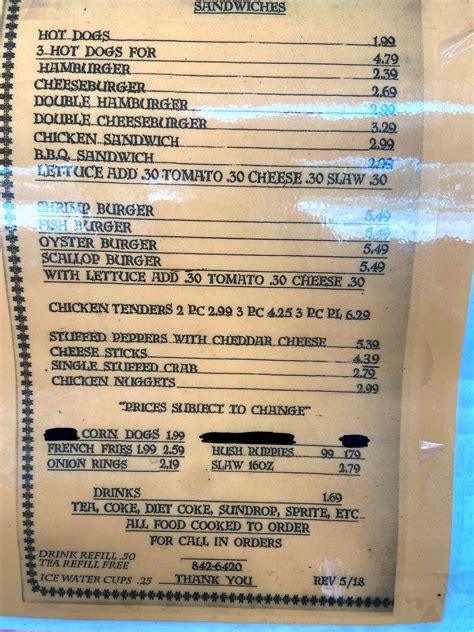 SANDWICHES
HOT DOGS 1.99
3 HOT DOGS FOR 4.79
HAMBURGER 2.39
CHEESEBURGER 2.69
DOUBLE HAMBURGER 2.99
DOUBLE CHEESEBURGER 3.29
CHICKEN SANDWICH 2.99
B.B.Q. SANDWICH 2.99
LETTUCE ADD .30 TOMATO .30 CHEESE .30 SLAW .30
SHRIMP BURGER 5.49
FISH BURGER 5.49
OYSTER BURGER 5.49
SCALLOP BURGER 5.49
WITH LETTUCE ADD .30 TOMATO .30 CHEESE .30
CHICKEN TENDERS 2 PC 2.99 3 PC 4.25 3 PC PL 6.29
STUFFED PEPPERS WITH CHEDDAR CHEESE 5.39
CHEESE STICKS 4.39
SINGLE STUFFED CRAB 2.79
CHICKEN NUGGETS 2.99
"PRICES SUBJECT TO CHANGE"
CORN DOGS 1.99
FRENCH FRIES 1.99 2.59 HUSH PUPPIES 99 179
ONION RINGS 2.19 SLAW 16OZ 2.79
DRINKS 1.69
TEA, COKE, DIET COKE, SUNDROP, SPRITE, ETC
ALL FOOD COOKED TO ORDER
FOR CALL IN ORDERS
DRINK REFILL .50
TEA REFILL FREE 842-6420
ICE WATER CUPS .25 THANK YOU REV 5/18